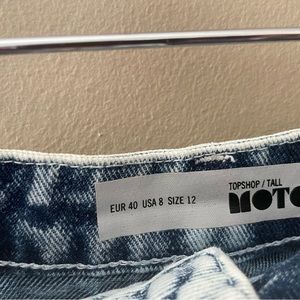 TOPSHOP / TALL
MOTO
EUR 40 USA 8 SIZE 12